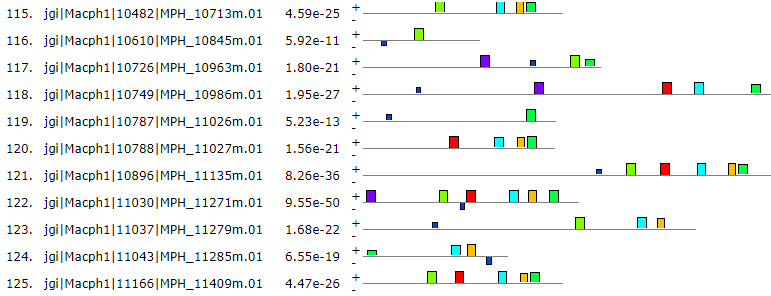 115. jgi|Macph1|10482|MPH_10713m.01 4.59e-25 + -
116. jgi|Macph1|10610|MPH_10845m.01 5.92e-11 + -
117. jgi|Macph1|10726|MPH_10963m.01 1.80e-21 + -
118. jgi|Macph1|10749|MPH_10986m.01 1.95e-27 + -
119. jgi|Macph1|10787|MPH_11026m.01 5.23e-13 + -
120. jgi|Macph1|10788|MPH_11027m.01 1.56e-21 + -
121. jgi|Macph1|10896|MPH_11135m.01 8.26e-36 + -
122. jgi|Macph1|11030|MPH_11271m.01 9.55e-50 + -
123. jgi|Macph1|11037|MPH_11279m.01 1.68e-22 + -
124. jgi|Macph1|11043|MPH_11285m.01 6.55e-19 + -
125. jgi|Macph1|11166|MPH_11409m.01 4.47e-26 + -